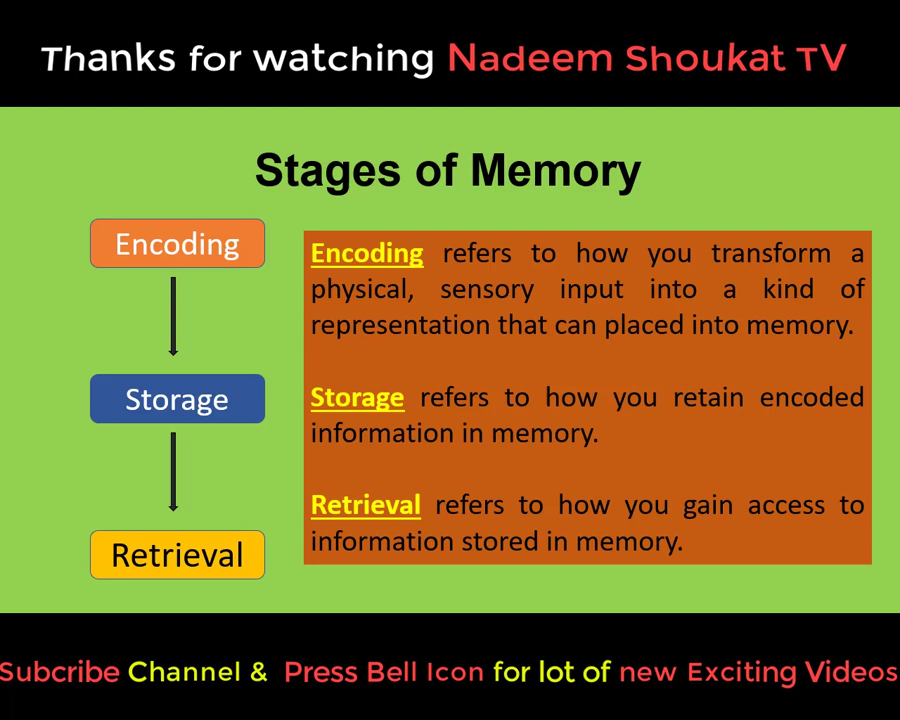 Thanks for watching Nadeem Shoukat TV
Stages of Memory
Encoding
Storage
Retrieval
Encoding refers to how you transform a
physical, sensory input into a kind of
representation that can placed into memory.
Storage refers to how you retain encoded
information in memory.
Retrieval refers to how you gain access to
information stored in memory.
Subcribe Channel & Press Bell Icon for lot of new Exciting Videos